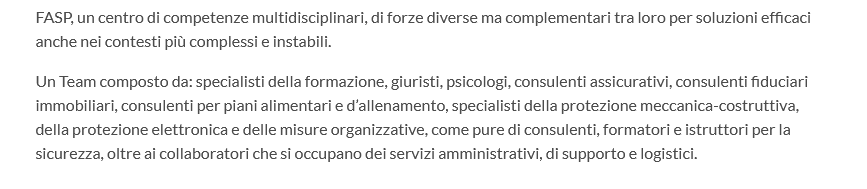 FASP, un centro di competenze multidisciplinari, di forze diverse ma complementari tra loro per soluzioni efficaci
anche nei contesti più complessi e instabili.
Un Team composto da: specialisti della formazione, giuristi, psicologi, consulenti assicurativi, consulenti fiduciari
immobiliari, consulenti per piani alimentari e d’allenamento, specialisti della protezione meccanica-costruttiva,
della protezione elettronica e delle misure organizzative, come pure di consulenti, formatori e istruttori per la
sicurezza, oltre ai collaboratori che si occupano dei servizi amministrativi, di supporto e logistici.